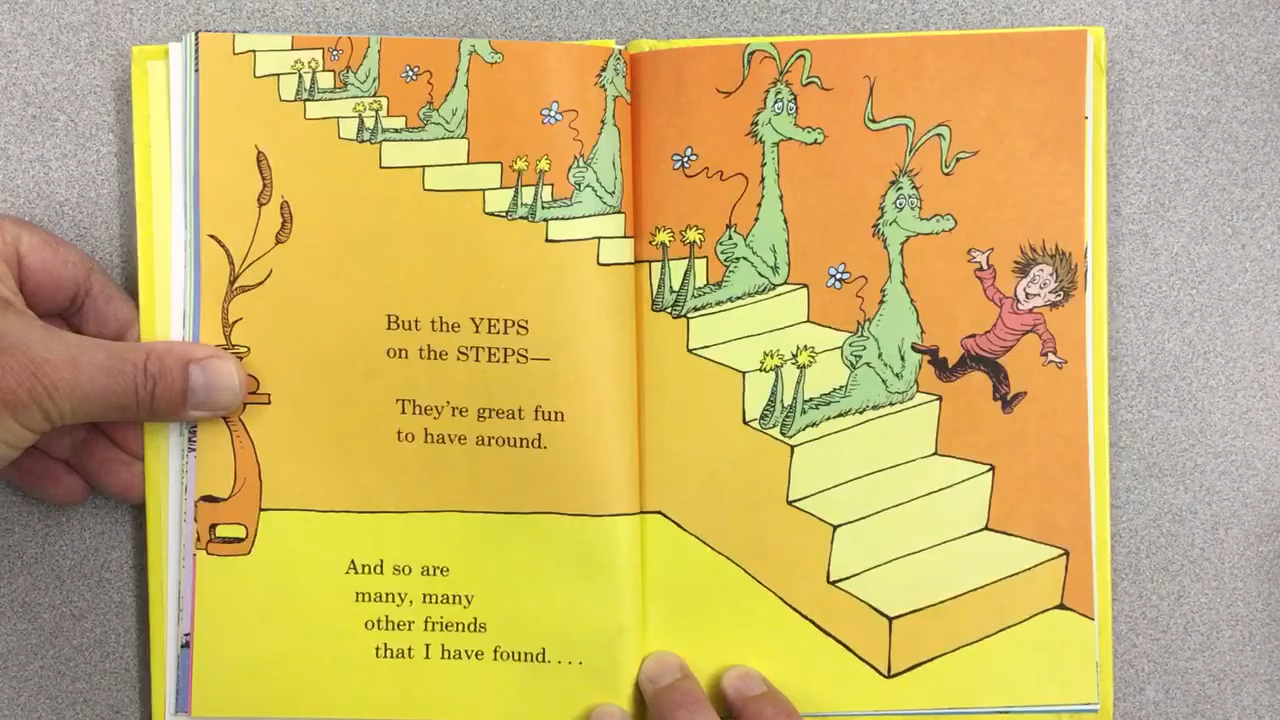 But the YEPS
on the STEPS—
They're great fun
to have around.
And so are
many, many
other friends
that I have found....